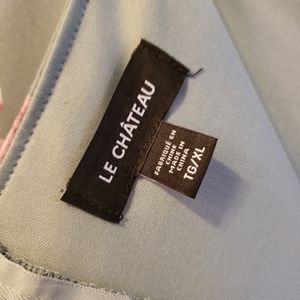 LE CHÂTEAU
FABRIQUÉ EN
CHINE
MADE IN
CHINA
TG/XL